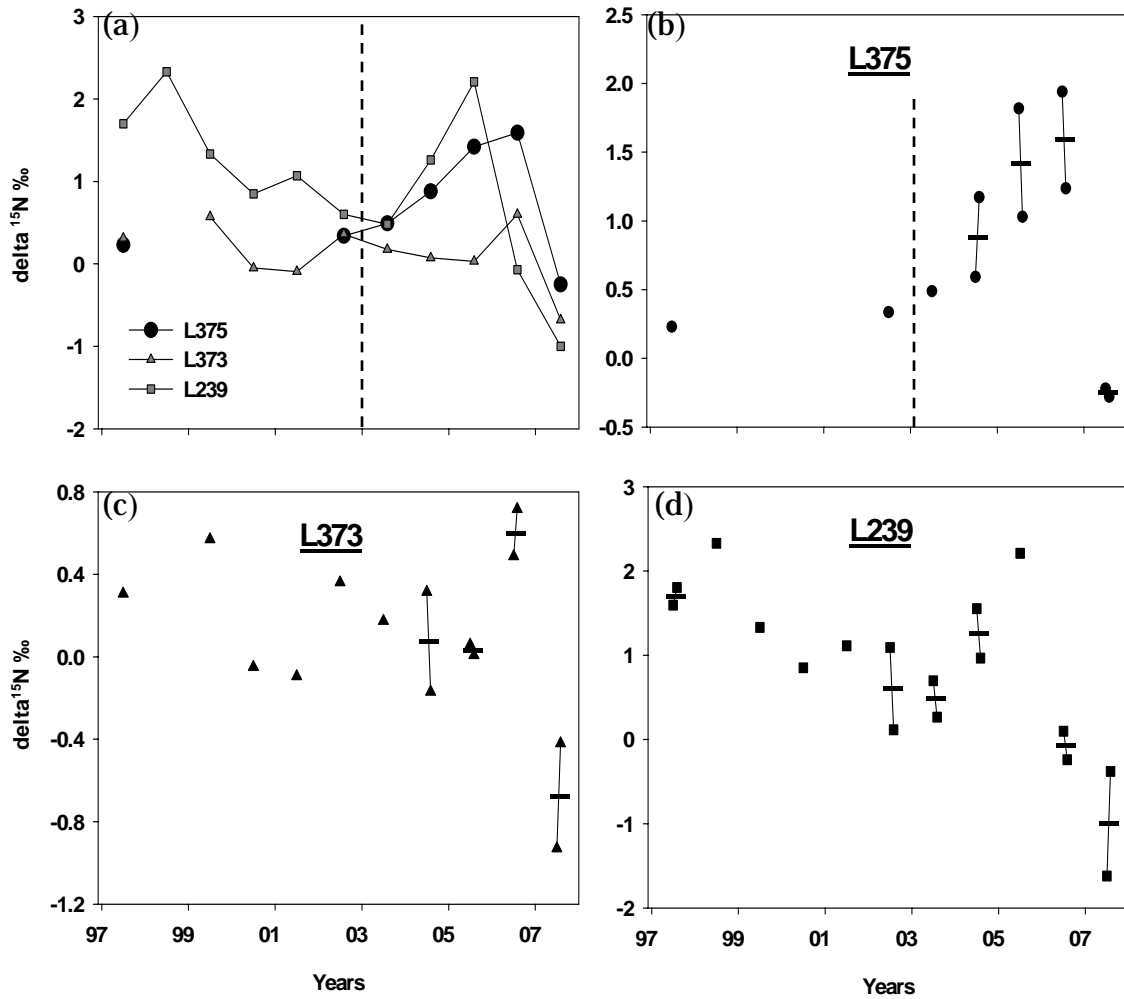 (a)
3
2
1
0
-1
-2
delta ¹⁵N ‰
L375
L373
L239
(b)
L375
2.5
2.0
1.5
1.0
0.5
0.0
-0.5
(c)
L373
0.8
0.4
0.0
-0.4
-0.8
-1.2
delta¹⁵N ‰
97 99 01 03 05 07
Years
(d)
L239
3
2
1
0
-1
-2
97 99 01 03 05 07
Years